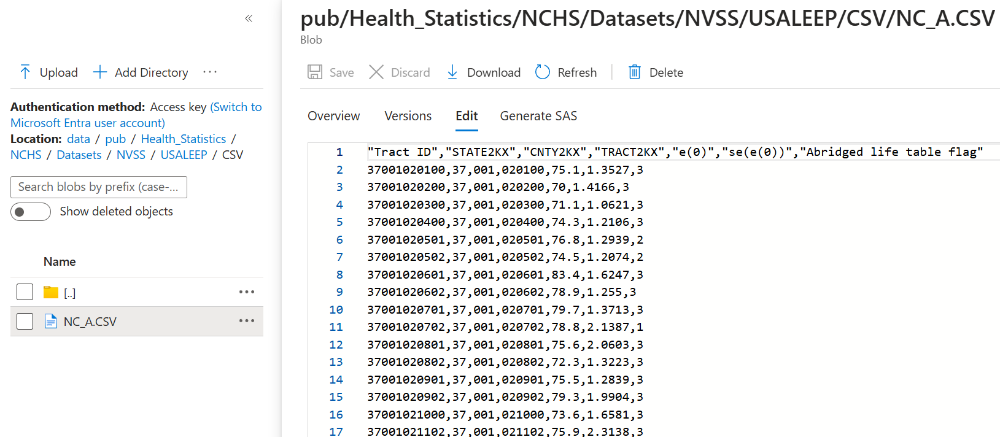 «
Upload Add Directory ···
Authentication method: Access key (Switch to
Microsoft Entra user account)
Location: data / pub / Health_Statistics /
NCHS / Datasets / NVSS / USALEEP / CSV
Search blobs by prefix (case-...
Show deleted objects
Name
[..] ···
NC_A.CSV ···
pub/Health_Statistics/NCHS/Datasets/NVSS/USALEEP/CSV/NC_A.CSV
Blob
Save Discard Download Refresh Delete
Overview Versions Edit Generate SAS
1 "Tract ID","STATE2KX","CNTY2KX","TRACT2KX","e(0)","se(e(0))","Abridged life table flag"
2 37001020100,37,001,020100,75.1,1.3527,3
3 37001020200,37,001,020200,70,1.4166,3
4 37001020300,37,001,020300,71.1,1.0621,3
5 37001020400,37,001,020400,74.3,1.2106,3
6 37001020501,37,001,020501,76.8,1.2939,2
7 37001020502,37,001,020502,74.5,1.2074,2
8 37001020601,37,001,020601,83.4,1.6247,3
9 37001020602,37,001,020602,78.9,1.255,3
10 37001020701,37,001,020701,79.7,1.3713,3
11 37001020702,37,001,020702,78.8,2.1387,1
12 37001020801,37,001,020801,75.6,2.0603,3
13 37001020802,37,001,020802,72.3,1.3223,3
14 37001020901,37,001,020901,75.5,1.2839,3
15 37001020902,37,001,020902,79.3,1.9904,3
16 37001021000,37,001,021000,73.6,1.6581,3
17 37001021102,37,001,021102,75.9,2.3138,3